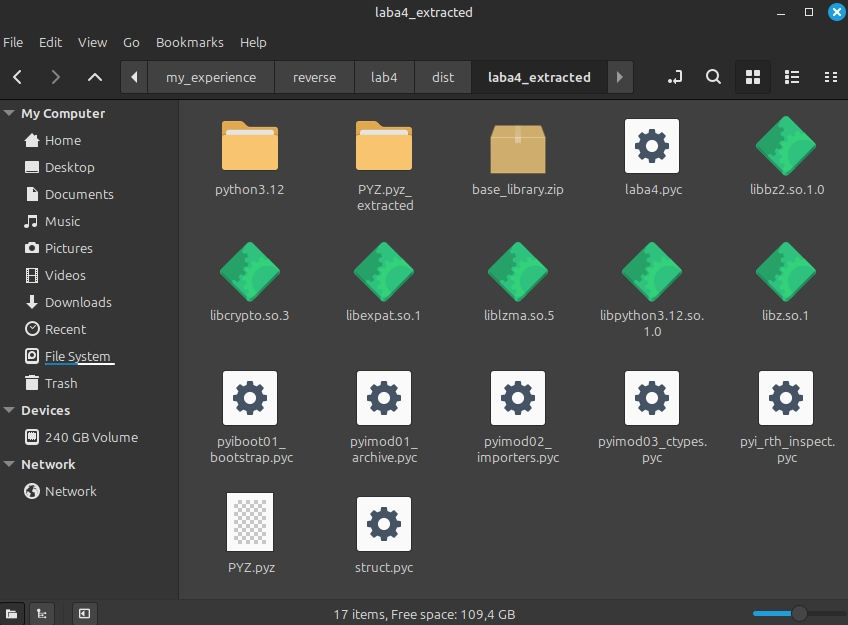 laba4_extracted
File Edit View Go Bookmarks Help
my_experience reverse lab4 dist laba4_extracted
My Computer
Home
Desktop
Documents
Music
Pictures
Videos
Downloads
Recent
File System
Trash
Devices
240 GB Volume
Network
Network
python3.12
PYZ.pyz_
extracted
base_library.zip
laba4.pyc
libbz2.so.1.0
libcrypto.so.3
libexpat.so.1
liblzma.so.5
libpython3.12.so.
1.0
libz.so.1
pyiboot01_
bootstrap.pyc
pyimod01_
archive.pyc
pyimod02_
importers.pyc
pyimod03_ctypes.
pyc
pyi_rth_inspect.
pyc
PYZ.pyz
struct.pyc
17 items, Free space: 109,4 GB